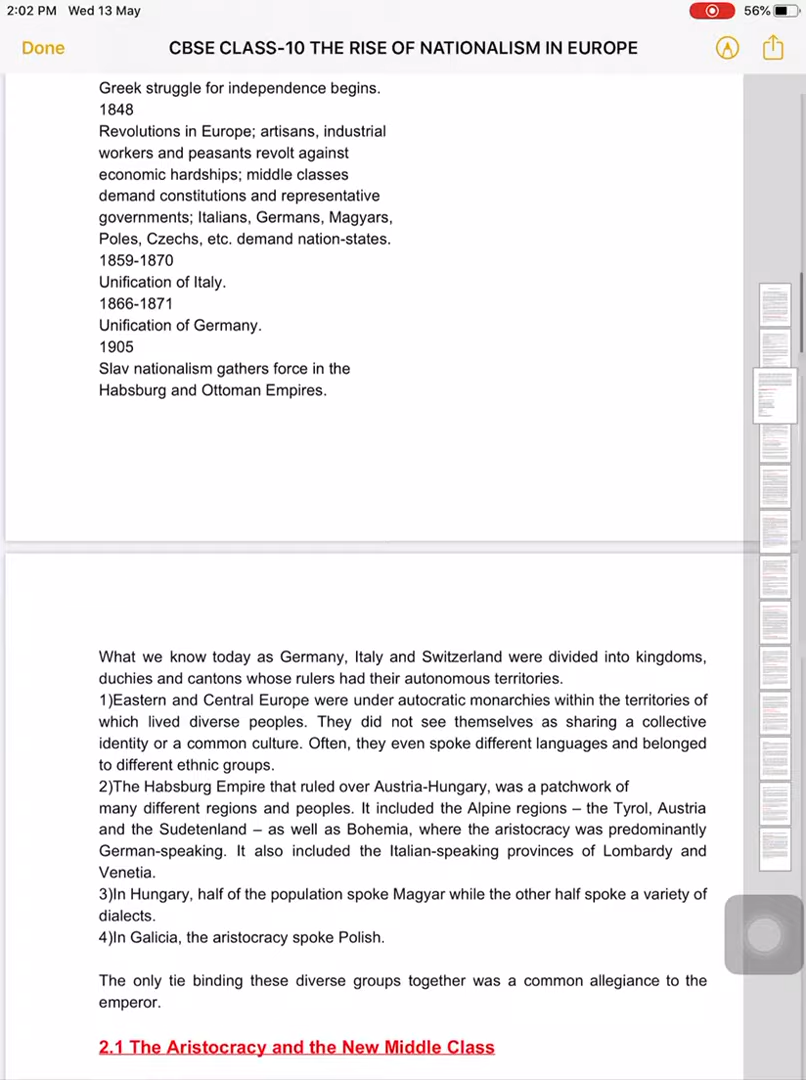 2:02 PM Wed 13 May
56%
Done
CBSE CLASS-10 THE RISE OF NATIONALISM IN EUROPE
Greek struggle for independence begins.
1848
Revolutions in Europe; artisans, industrial
workers and peasants revolt against
economic hardships; middle classes
demand constitutions and representative
governments; Italians, Germans, Magyars,
Poles, Czechs, etc. demand nation-states.
1859-1870
Unification of Italy.
1866-1871
Unification of Germany.
1905
Slav nationalism gathers force in the
Habsburg and Ottoman Empires.
What we know today as Germany, Italy and Switzerland were divided into kingdoms,
duchies and cantons whose rulers had their autonomous territories.
1)Eastern and Central Europe were under autocratic monarchies within the territories of
which lived diverse peoples. They did not see themselves as sharing a collective
identity or a common culture. Often, they even spoke different languages and belonged
to different ethnic groups.
2)The Habsburg Empire that ruled over Austria-Hungary, was a patchwork of
many different regions and peoples. It included the Alpine regions – the Tyrol, Austria
and the Sudetenland – as well as Bohemia, where the aristocracy was predominantly
German-speaking. It also included the Italian-speaking provinces of Lombardy and
Venetia.
3)In Hungary, half of the population spoke Magyar while the other half spoke a variety of
dialects.
4)In Galicia, the aristocracy spoke Polish.
The only tie binding these diverse groups together was a common allegiance to the
emperor.
2.1 The Aristocracy and the New Middle Class